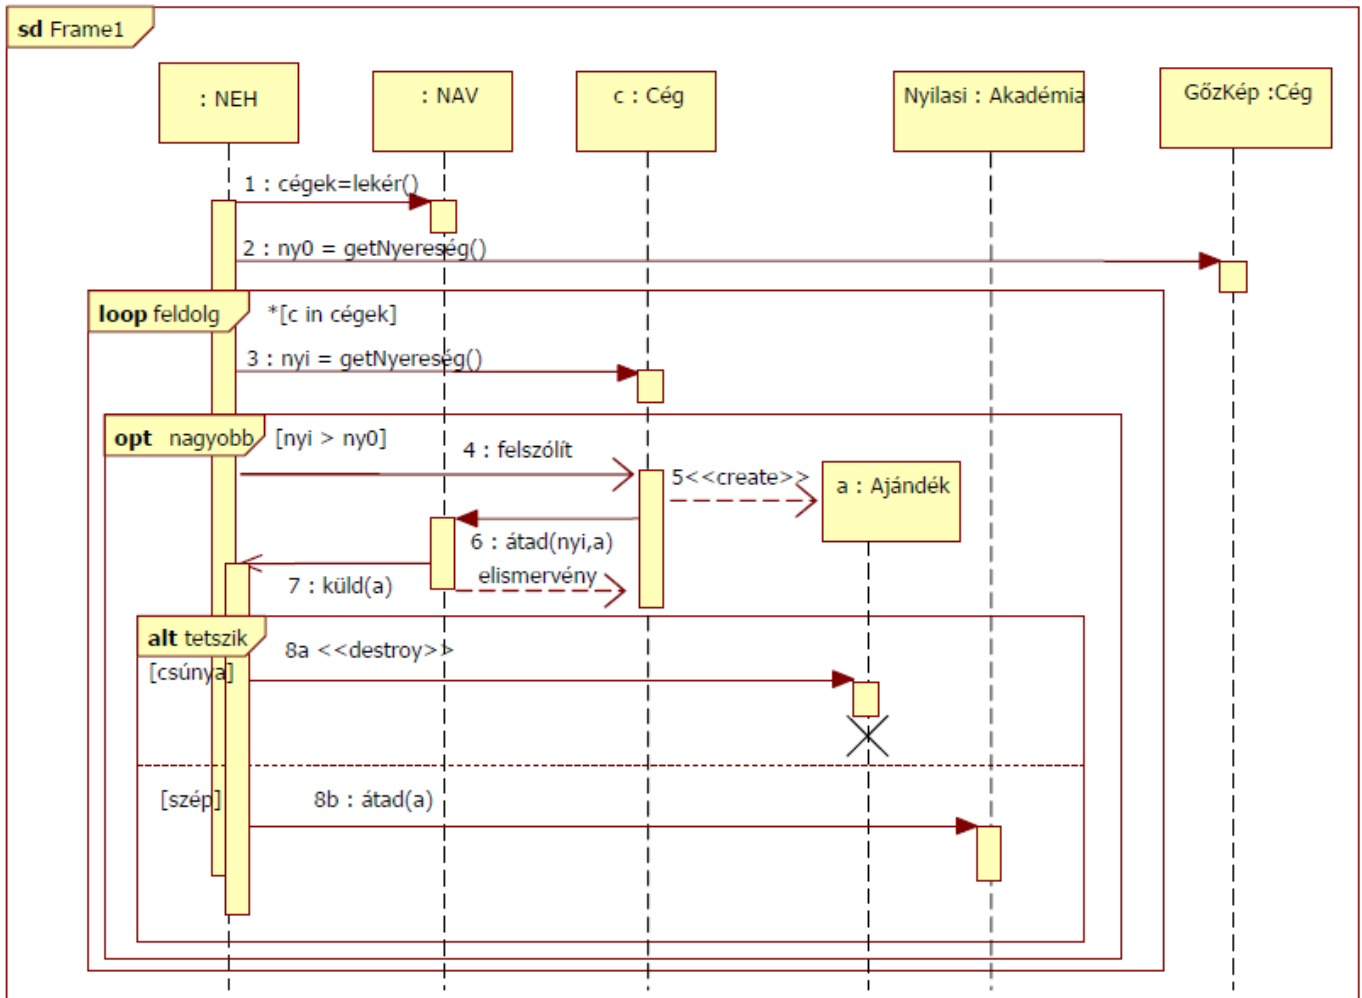 sd Frame1
: NEH
: NAV
c : Cég
Nyilasi : Akadémia
GőzKép :Cég
1 : cégek=lekér()
2 : ny0 = getNyereség()
loop feldolg
*[c in cégek]
3 : nyi = getNyereség()
opt nagyobb
[nyi > ny0]
4 : felszólít
5<<create>>
a : Ajándék
6 : átad(nyi,a)
7 : küld(a)
elismervény
alt tetszik
8a <<destroy>>
[csúnya]
[szép]
8b : átad(a)